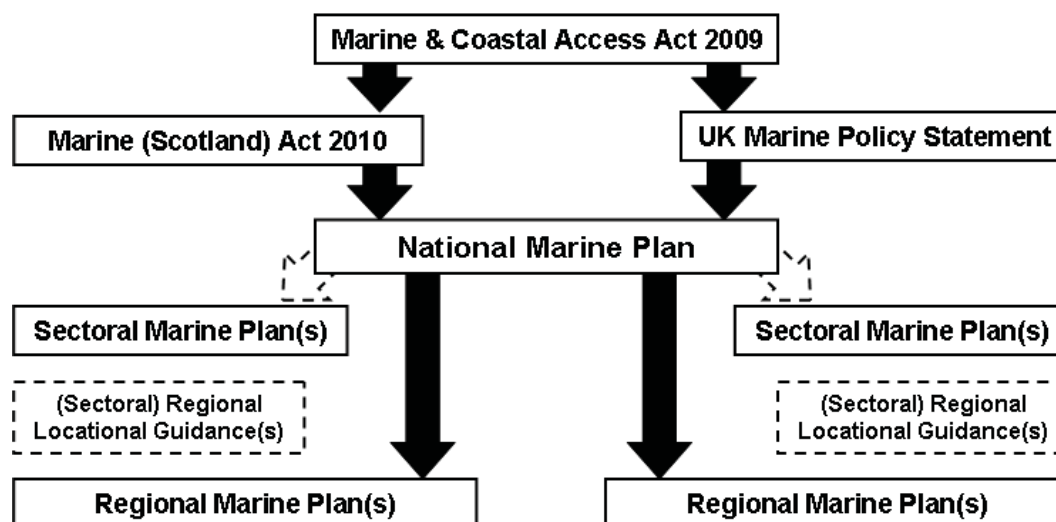 Marine & Coastal Access Act 2009
Marine (Scotland) Act 2010
UK Marine Policy Statement
National Marine Plan
Sectoral Marine Plan(s)
Sectoral Marine Plan(s)
(Sectoral) Regional
Locational Guidance(s)
(Sectoral) Regional
Locational Guidance(s)
Regional Marine Plan(s)
Regional Marine Plan(s)